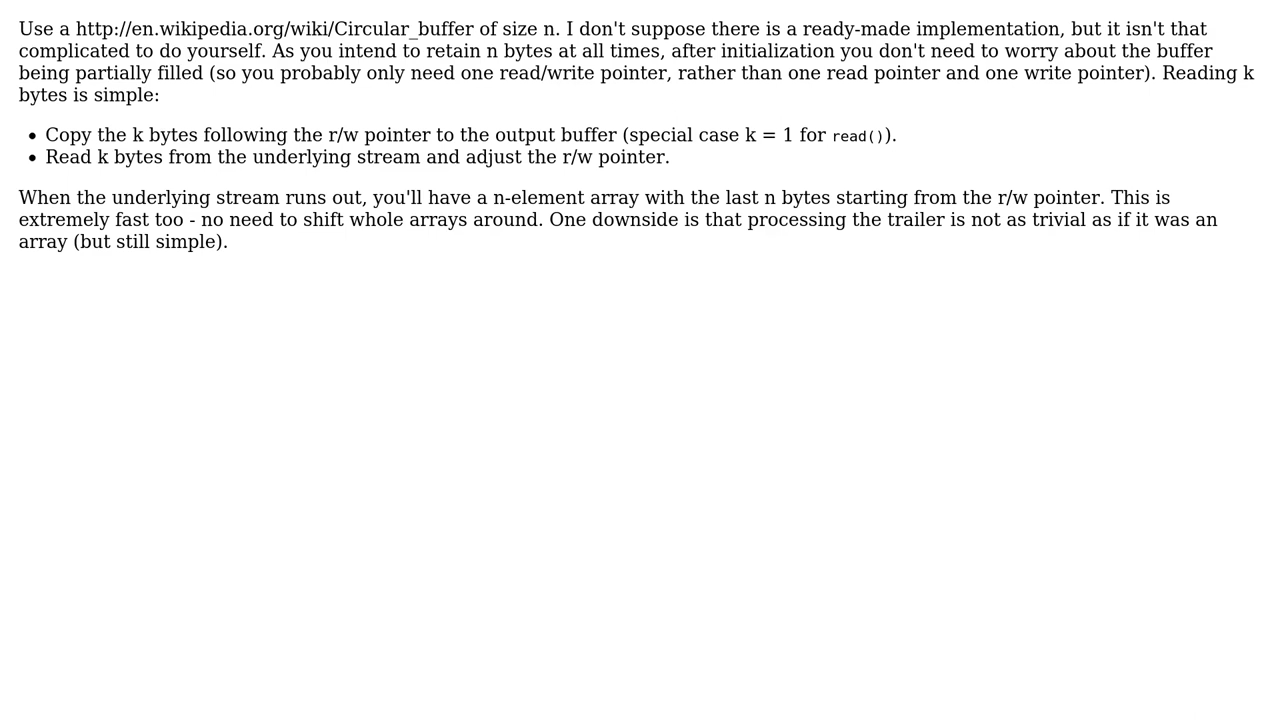 Use a http://en.wikipedia.org/wiki/Circular_buffer of size n. I don't suppose there is a ready-made implementation, but it isn't that
complicated to do yourself. As you intend to retain n bytes at all times, after initialization you don't need to worry about the buffer
being partially filled (so you probably only need one read/write pointer, rather than one read pointer and one write pointer). Reading k
bytes is simple:
• Copy the k bytes following the r/w pointer to the output buffer (special case k = 1 for read()).
• Read k bytes from the underlying stream and adjust the r/w pointer.
When the underlying stream runs out, you'll have a n-element array with the last n bytes starting from the r/w pointer. This is
extremely fast too - no need to shift whole arrays around. One downside is that processing the trailer is not as trivial as if it was an
array (but still simple).